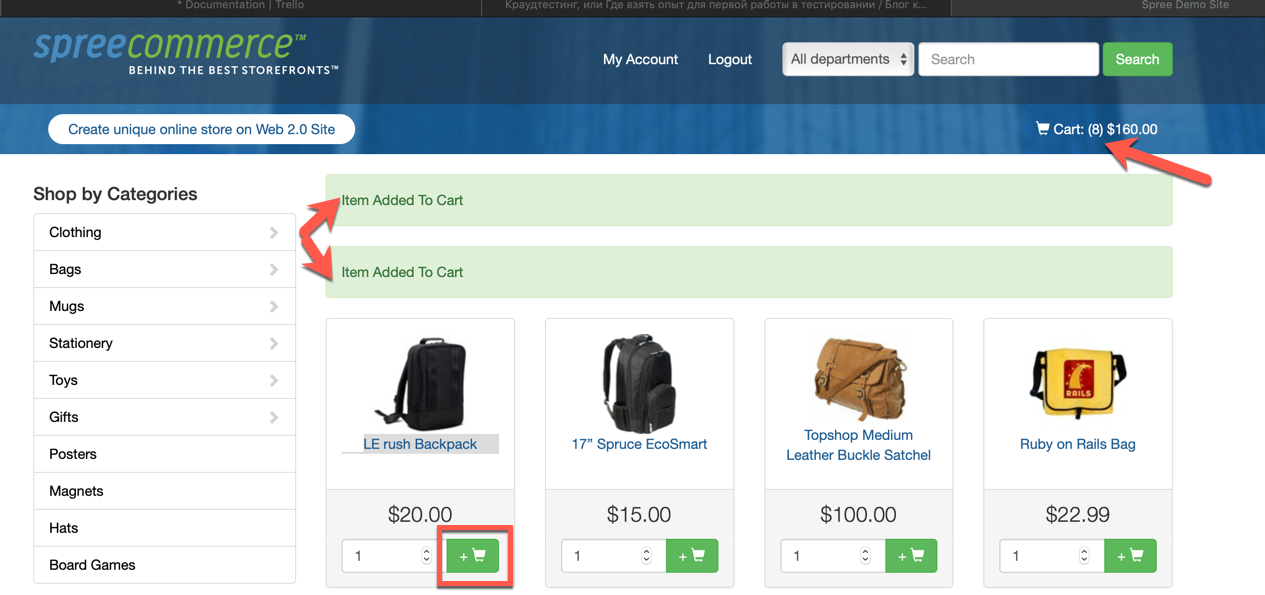 * Documentation | Trello
Краудтестинг, или Где взять опыт для первой работы в тестировании / Блог к...
Spree Demo Site
spreecommerce™
BEHIND THE BEST STOREFRONTS™
My Account
Logout
All departments
Search
Search
Create unique online store on Web 2.0 Site
Cart: (8) $160.00
Shop by Categories
Clothing
Bags
Mugs
Stationery
Toys
Gifts
Posters
Magnets
Hats
Board Games
Item Added To Cart
Item Added To Cart
LE rush Backpack
$20.00
1
+
17” Spruce EcoSmart
$15.00
1
+
Topshop Medium
Leather Buckle Satchel
$100.00
1
+
RAILS
Ruby on Rails Bag
$22.99
1
+